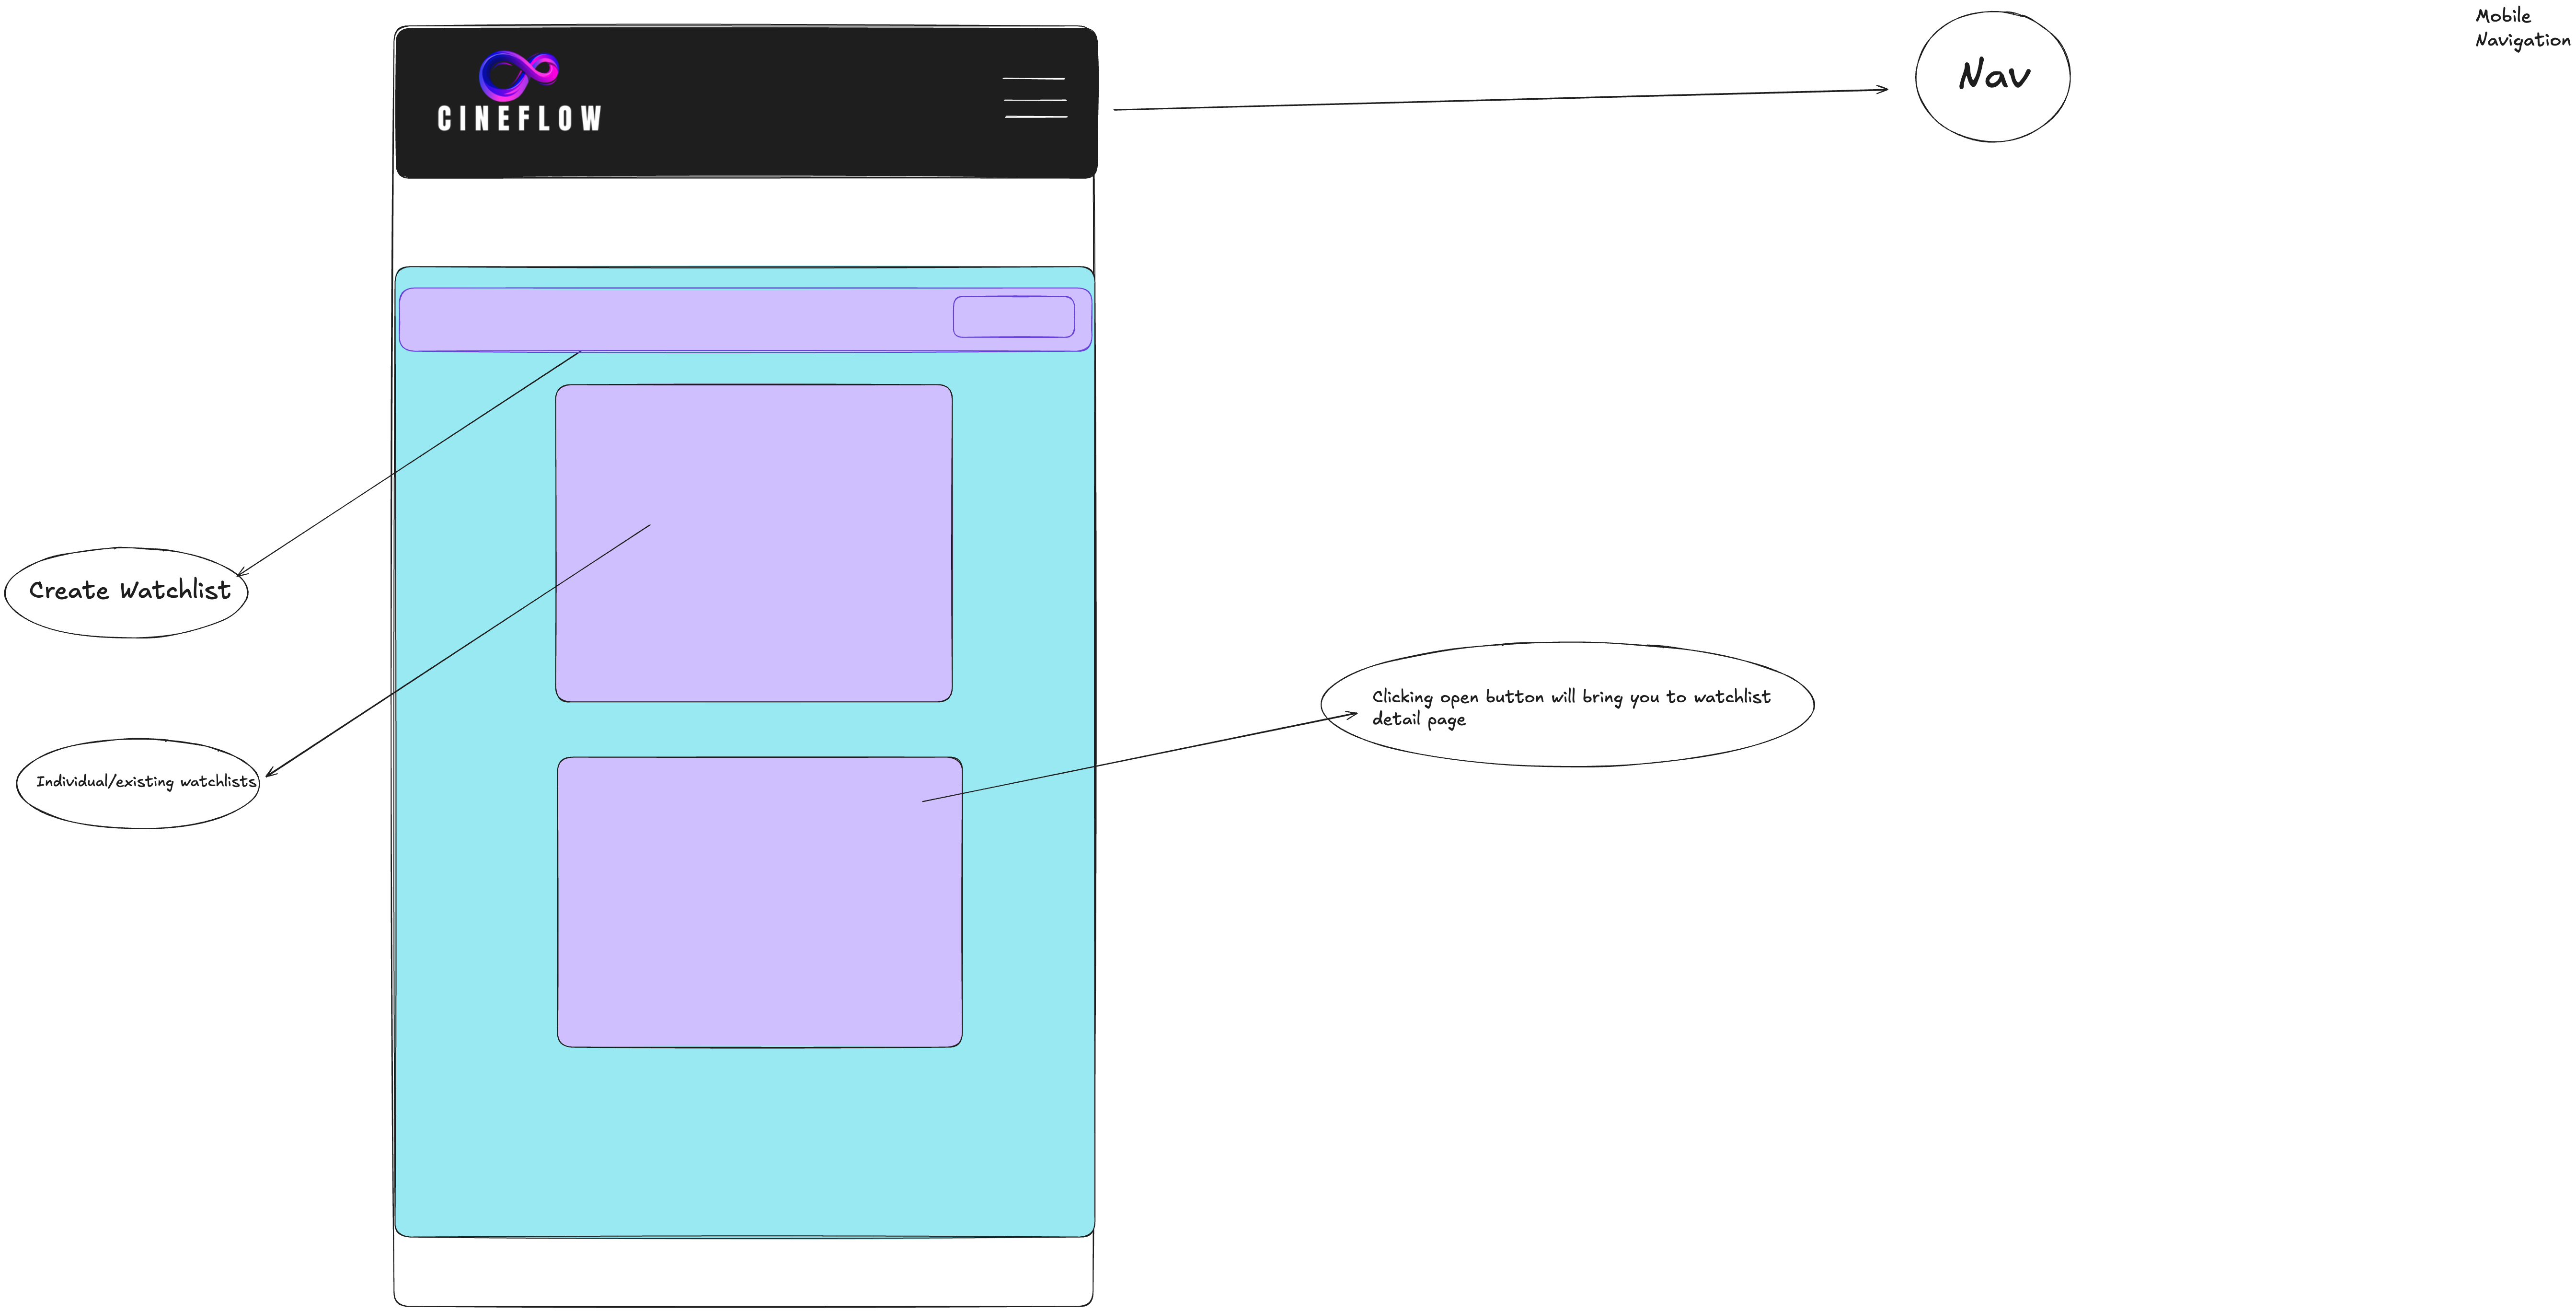 Mobile
Navigation
Nav
CINEFLOW
Create Watchlist
Clicking open button will bring you to watchlist
detail page
Individual/existing watchlists